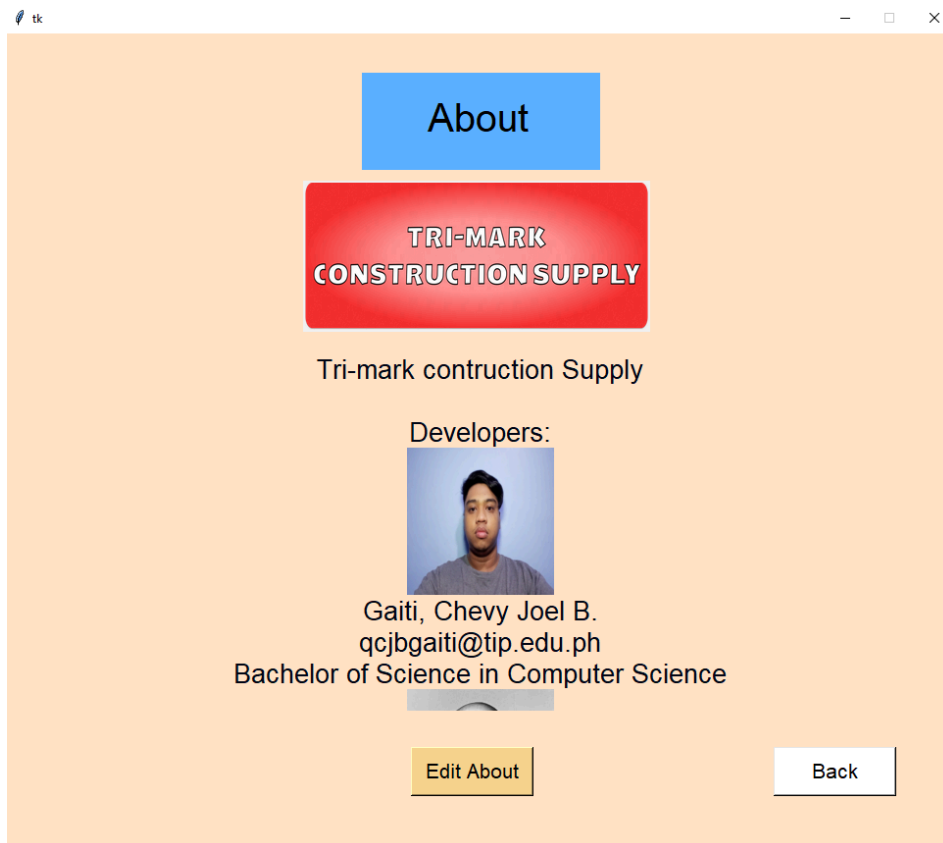 tk
About
TRI-MARK
CONSTRUCTION SUPPLY
Tri-mark contruction Supply
Developers:
Gaiti, Chevy Joel B.
qcjbgaiti@tip.edu.ph
Bachelor of Science in Computer Science
Edit About
Back